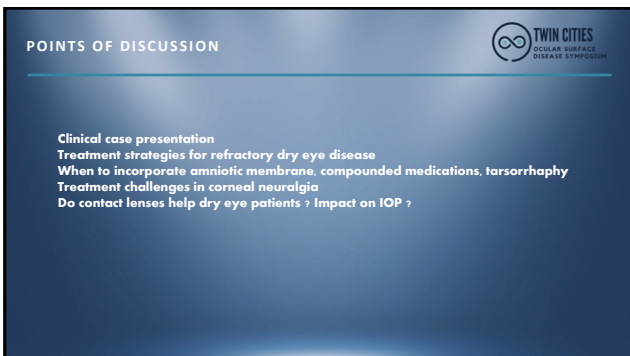 POINTS OF DISCUSSION
TWIN CITIES
OCULAR SURFACE
DISEASE SYMPOSIUM
Clinical case presentation
Treatment strategies for refractory dry eye disease
When to incorporate amniotic membrane, compounded medications, tarsorrhaphy
Treatment challenges in corneal neuralgia
Do contact lenses help dry eye patients ? Impact on IOP ?